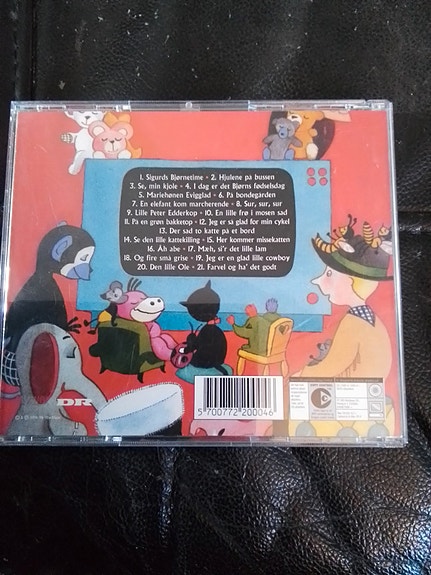 1. Sigurds Bjørnetime • 2. Hjulene på bussen
3. Se, min kjole • 4. I dag er det Bjørns fødselsdag
5. Mariehønen Evigglad • 6. På bondegården
7. En elefant kom marcherende • 8. Sur, sur, sur
9. Lille Peter Edderkop • 10. En lille frø i mosen sad
11. På en grøn bakketop • 12. Jeg er så glad for min cykel
13. Der sad to katte på et bord
14. Se den lille kattekilling • 15. Her kommer missekatten
16. Åh abe • 17. Mæh, si'r det lille lam
18. Og fire små grise • 19. Jeg er en glad lille cowboy
20. Den lille Ole • 21. Farvel og ha' det godt
DR
5 700772 200046